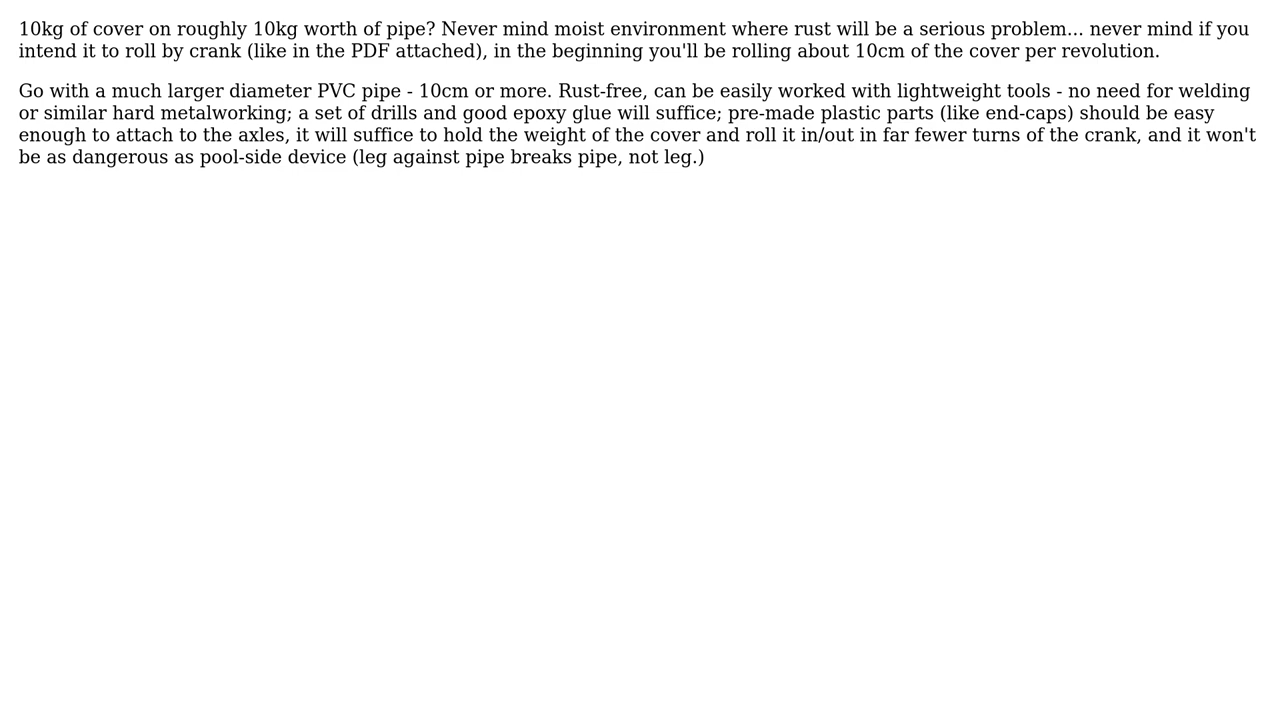 10kg of cover on roughly 10kg worth of pipe? Never mind moist environment where rust will be a serious problem... never mind if you
intend it to roll by crank (like in the PDF attached), in the beginning you'll be rolling about 10cm of the cover per revolution.
Go with a much larger diameter PVC pipe - 10cm or more. Rust-free, can be easily worked with lightweight tools - no need for welding
or similar hard metalworking; a set of drills and good epoxy glue will suffice; pre-made plastic parts (like end-caps) should be easy
enough to attach to the axles, it will suffice to hold the weight of the cover and roll it in/out in far fewer turns of the crank, and it won't
be as dangerous as pool-side device (leg against pipe breaks pipe, not leg.)